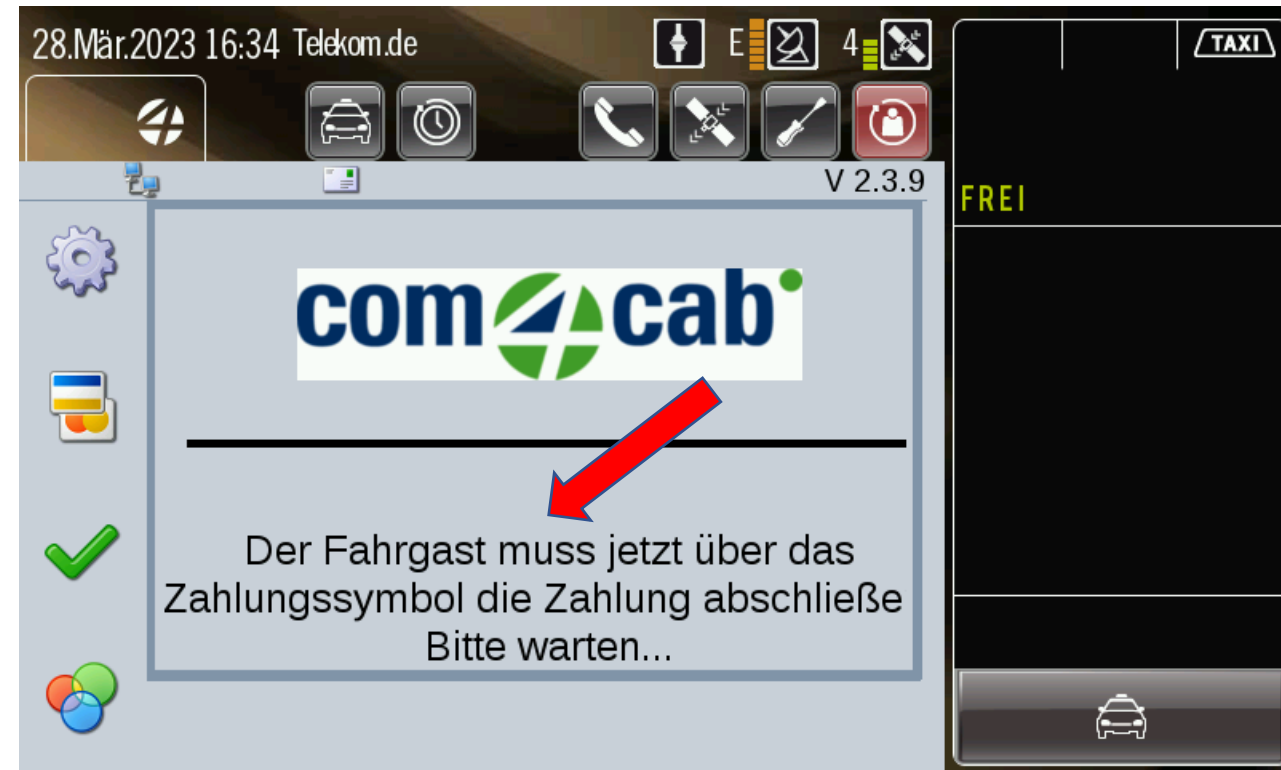 28.Mär.2023 16:34 Telekom.de E 4 TAXI
V 2.3.9
FREI
com4cab
Der Fahrgast muss jetzt über das
Zahlungssymbol die Zahlung abschließe
Bitte warten...